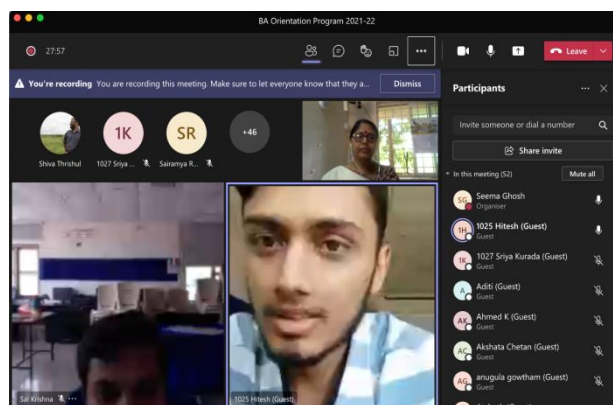 BA Orientation Program 2021-22
27:57
Leave
You're recording You are recording this meeting. Make sure to let everyone know that they a...
Dismiss
1K
SR
+46
Shiva Thrishul
1027 Sriya ...
Sairamya R...
Sai Krishna
1025 Hitesh (Guest)
Participants
Invite someone or dial a number
Share invite
In this meeting (52)
Mute all
SG
Seema Ghosh
Organiser
1H
1025 Hitesh (Guest)
Guest
1K
1027 Sriya Kurada (Guest)
Guest
A
Aditi (Guest)
Guest
AK
Ahmed K (Guest)
Guest
AC
Akshata Chetan (Guest)
Guest
AG
anugula gowtham (Guest)
Guest